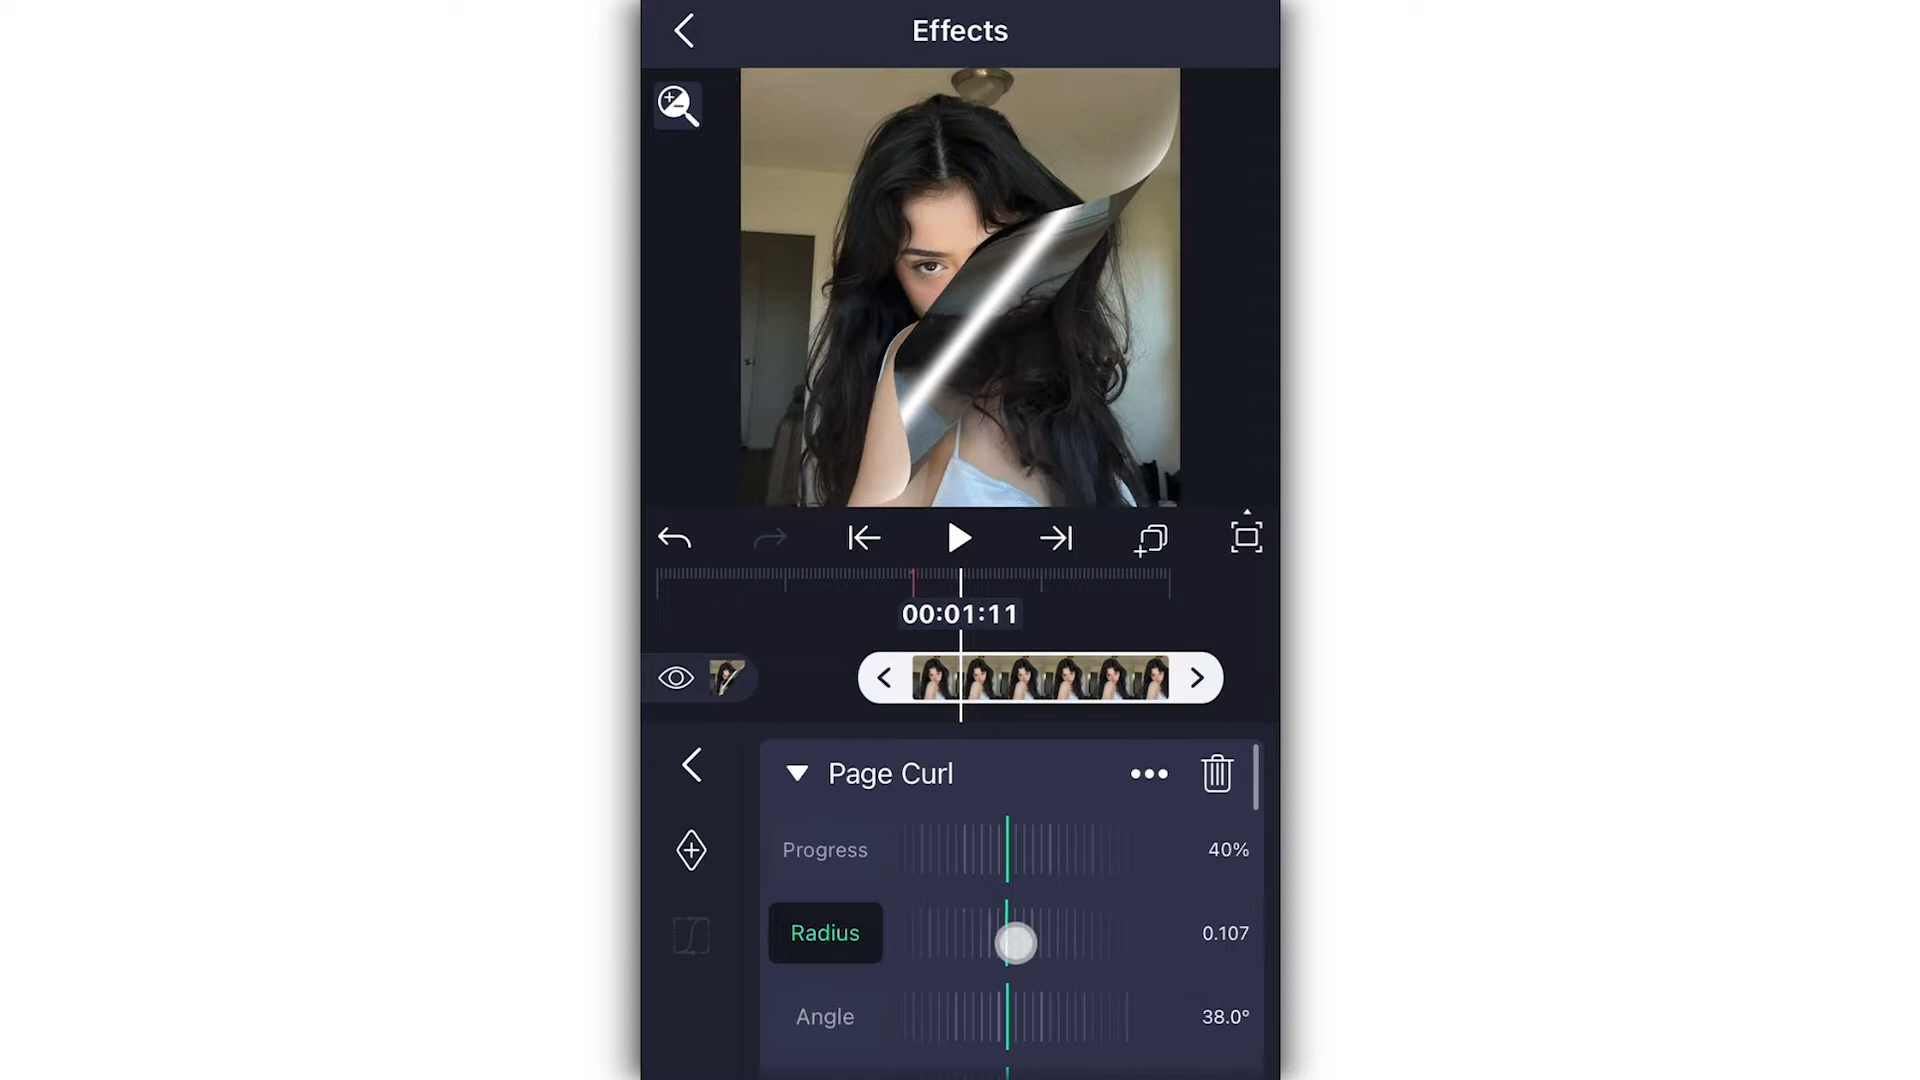 Effects
00:01:11
Page Curl
Progress 40%
Radius 0.107
Angle 38.0°